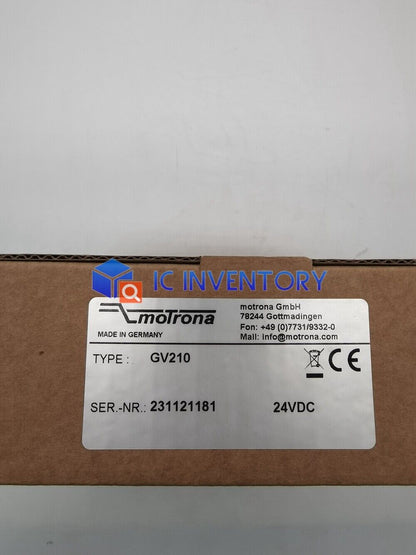 IC INVENTORY
motrona
MADE IN GERMANY
motrona GmbH
78244 Gottmadingen
Fon: +49 (0)7731/9332-0
Mail: info@motrona.com
TYPE : GV210
CE
SER.-NR.: 231121181 24VDC